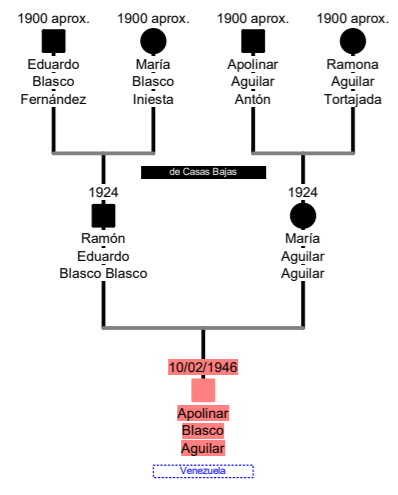 1900 aprox. 1900 aprox. 1900 aprox. 1900 aprox.
Eduardo María Apolinar Ramona
Blasco Blasco Aguilar Aguilar
Fernández Iniesta Antón Tortajada
de Casas Bajas
1924 1924
Ramón María
Eduardo Aguilar
Blasco Blasco Aguilar
10/02/1946
Apolinar
Blasco
Aguilar
Venezuela